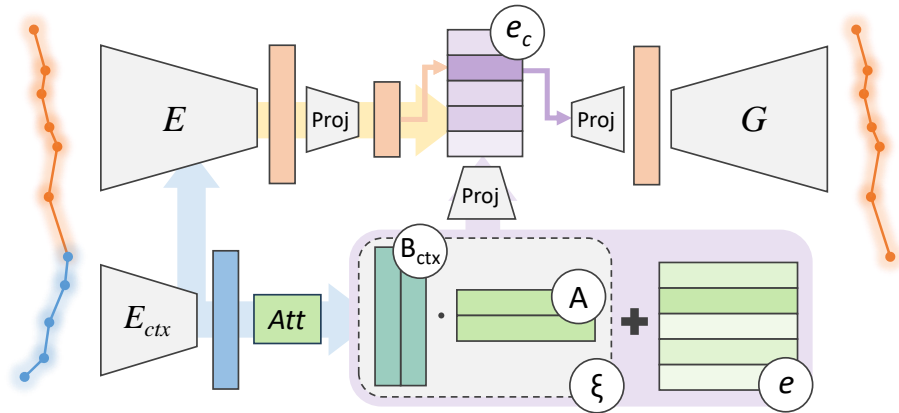 e_c
E
Proj
Proj
G
Proj
B_ctx
A
E_ctx
Att
·
+
ξ
e